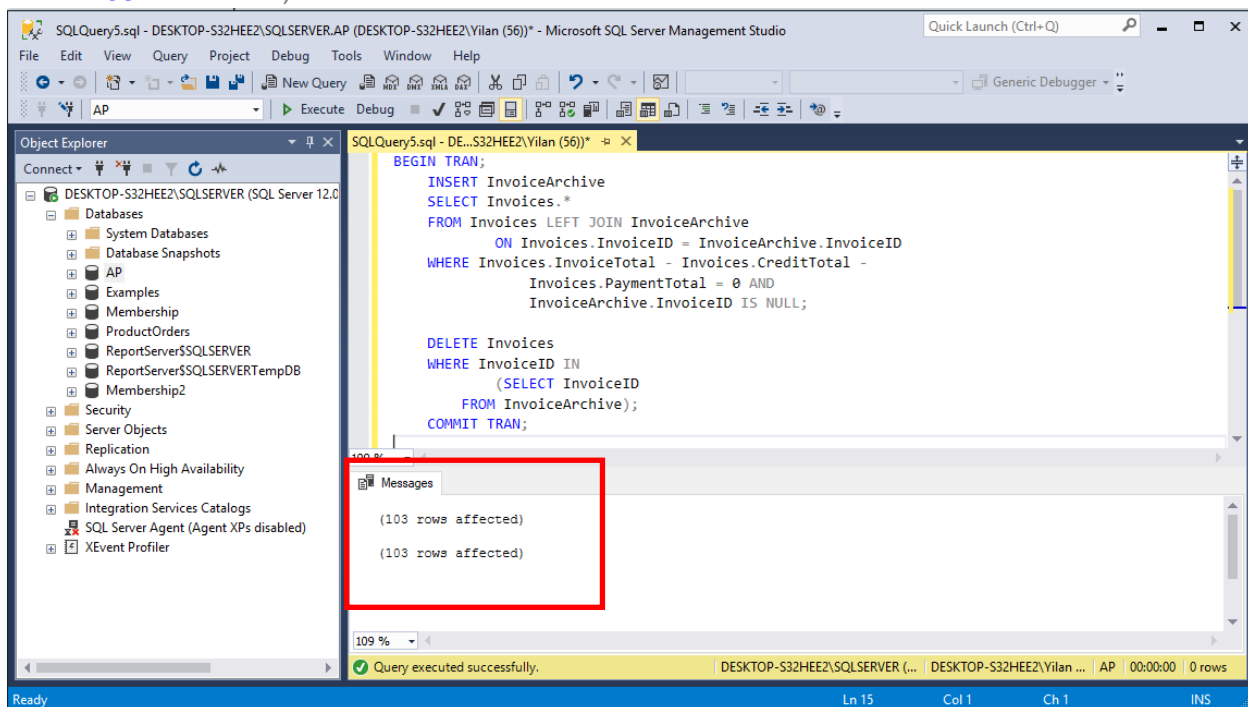 SQLQuery5.sql - DESKTOP-S32HEE2\SQLSERVER.AP (DESKTOP-S32HEE2\Yilan (56))* - Microsoft SQL Server Management Studio
Quick Launch (Ctrl+Q)
File Edit View Query Project Debug Tools Window Help
New Query
Generic Debugger
AP
Execute Debug
Object Explorer
Connect
DESKTOP-S32HEE2\SQLSERVER (SQL Server 12.0
Databases
System Databases
Database Snapshots
AP
Examples
Membership
ProductOrders
ReportServer$SQLSERVER
ReportServer$SQLSERVERTempDB
Membership2
Security
Server Objects
Replication
Always On High Availability
Management
Integration Services Catalogs
SQL Server Agent (Agent XPs disabled)
XEvent Profiler
SQLQuery5.sql - DE...S32HEE2\Yilan (56))*
BEGIN TRAN;
INSERT InvoiceArchive
SELECT Invoices.*
FROM Invoices LEFT JOIN InvoiceArchive
ON Invoices.InvoiceID = InvoiceArchive.InvoiceID
WHERE Invoices.InvoiceTotal - Invoices.CreditTotal -
Invoices.PaymentTotal = 0 AND
InvoiceArchive.InvoiceID IS NULL;
DELETE Invoices
WHERE InvoiceID IN
(SELECT InvoiceID
FROM InvoiceArchive);
COMMIT TRAN;
Messages
(103 rows affected)
(103 rows affected)
109 %
Query executed successfully.
DESKTOP-S32HEE2\SQLSERVER (... DESKTOP-S32HEE2\Yilan ... AP 00:00:00 0 rows
Ready Ln 15 Col 1 Ch 1 INS